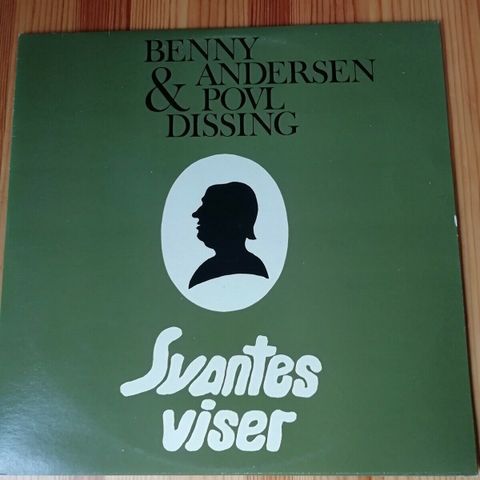 BENNY
& ANDERSEN
POVL
DISSING
Svantes
viser